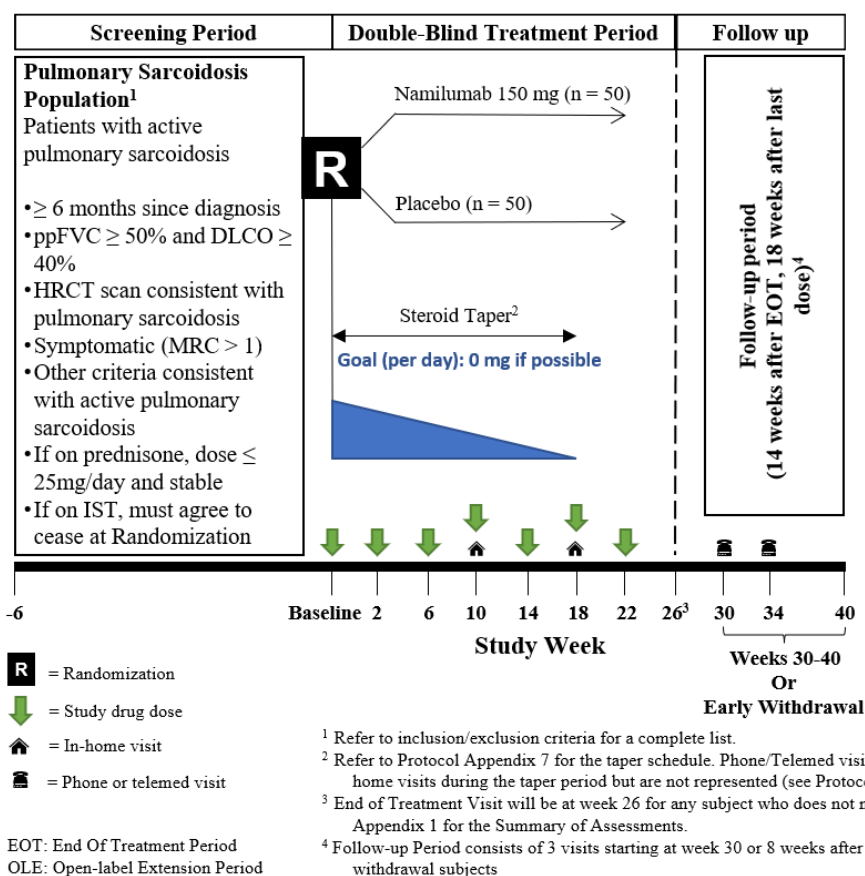 Screening Period
Double-Blind Treatment Period
Follow up
Pulmonary Sarcoidosis
Population1
Patients with active
pulmonary sarcoidosis
•≥ 6 months since diagnosis
•ppFVC ≥ 50% and DLCO ≥
40%
•HRCT scan consistent with
pulmonary sarcoidosis
•Symptomatic (MRC > 1)
•Other criteria consistent
with active pulmonary
sarcoidosis
•If on prednisone, dose ≤
25mg/day and stable
•If on IST, must agree to
cease at Randomization
R
Namilumab 150 mg (n = 50)
Placebo (n = 50)
Steroid Taper2
Goal (per day): 0 mg if possible
Follow-up period
(14 weeks after EOT, 18 weeks after last
dose)4
-6 Baseline 2 6 10 14 18 22 263 30 34 40
Study Week
Weeks 30-40
Or
Early Withdrawal
R = Randomization
= Study drug dose
= In-home visit
= Phone or telemed visit
EOT: End Of Treatment Period
OLE: Open-label Extension Period
1 Refer to inclusion/exclusion criteria for a complete list.
2 Refer to Protocol Appendix 7 for the taper schedule. Phone/Telemed visi
home visits during the taper period but are not represented (see Protoc
3 End of Treatment Visit will be at week 26 for any subject who does not
Appendix 1 for the Summary of Assessments.
4 Follow-up Period consists of 3 visits starting at week 30 or 8 weeks after
withdrawal subjects